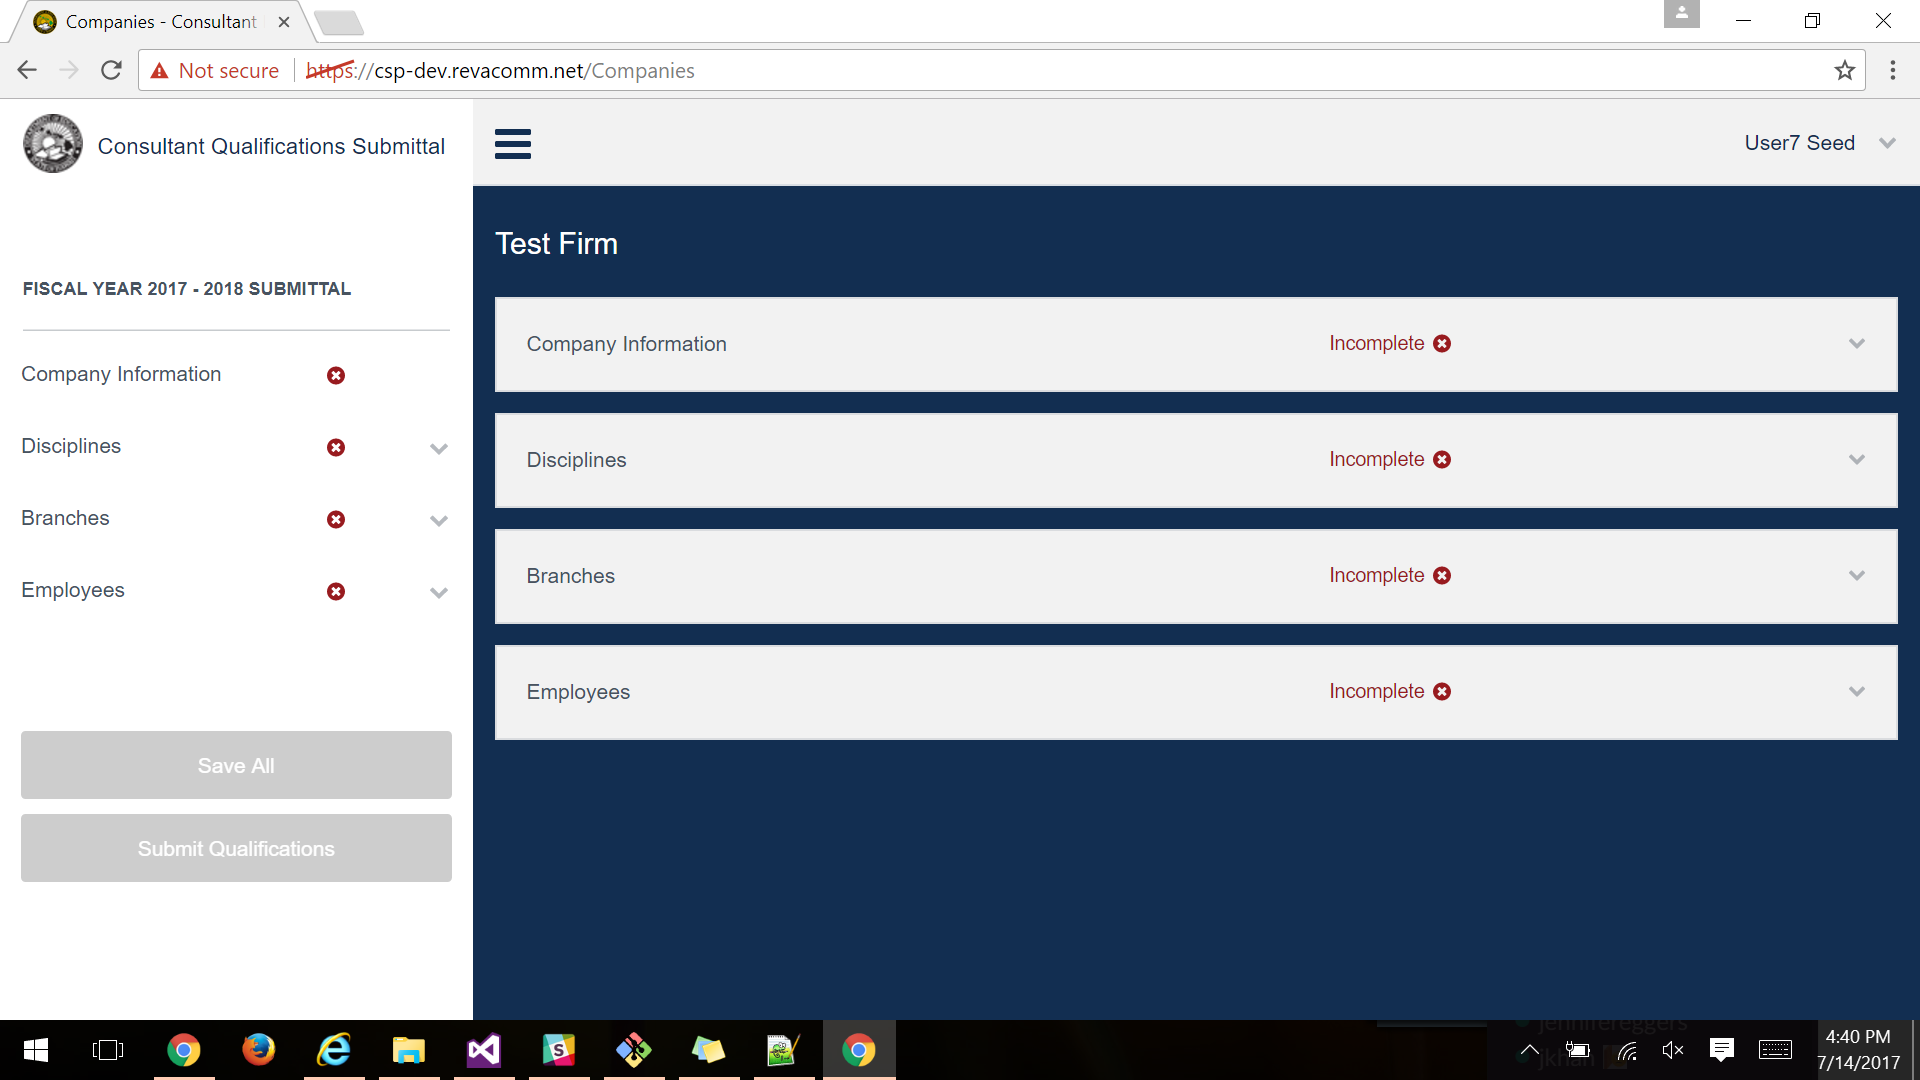 Companies - Consultant
Not secure https://csp-dev.revacomm.net/Companies
Consultant Qualifications Submittal
User7 Seed
Test Firm
FISCAL YEAR 2017 - 2018 SUBMITTAL
Company Information
Disciplines
Branches
Employees
Save All
Submit Qualifications
Company Information Incomplete
Disciplines Incomplete
Branches Incomplete
Employees Incomplete
jennifereggers
4:40 PM
7/14/2017